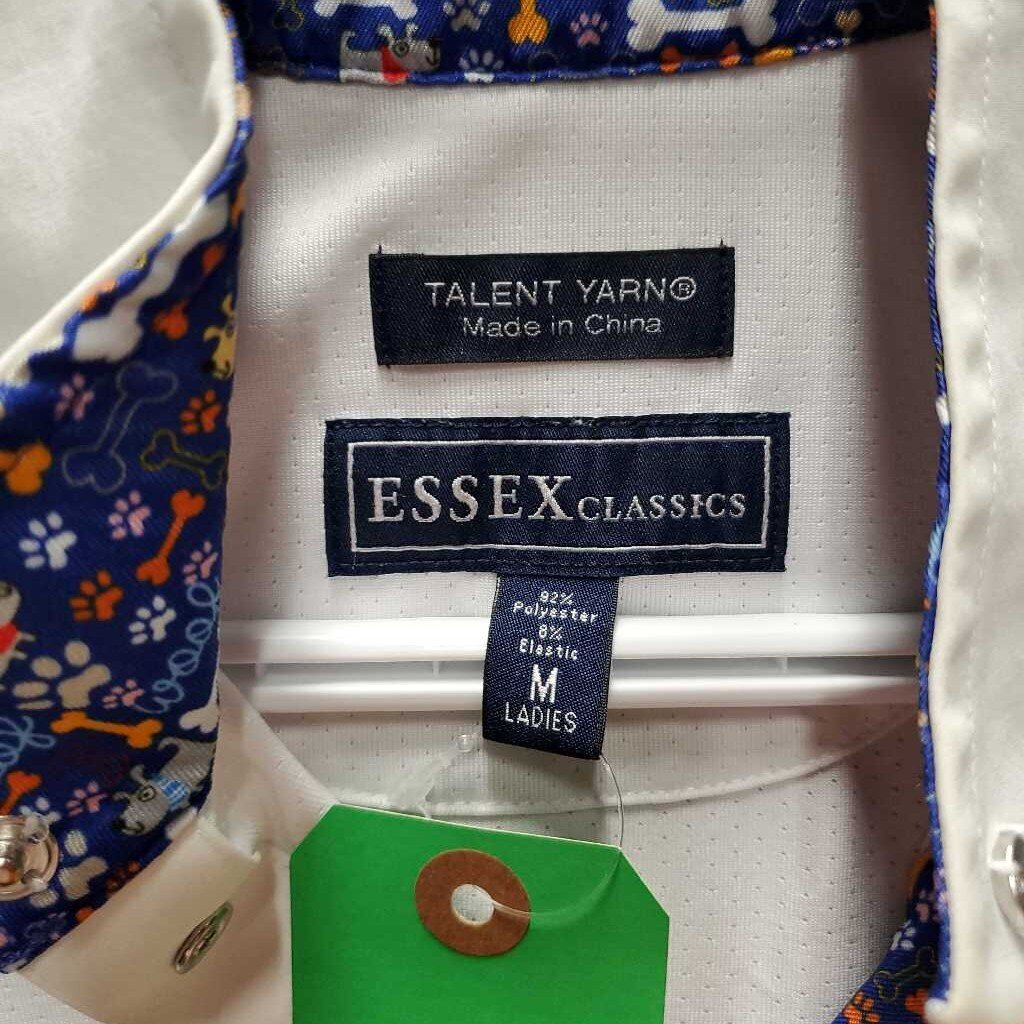 TALENT YARN®
Made in China
ESSEX CLASSICS
92%
Polyester
8%
Elastic
M
LADIES